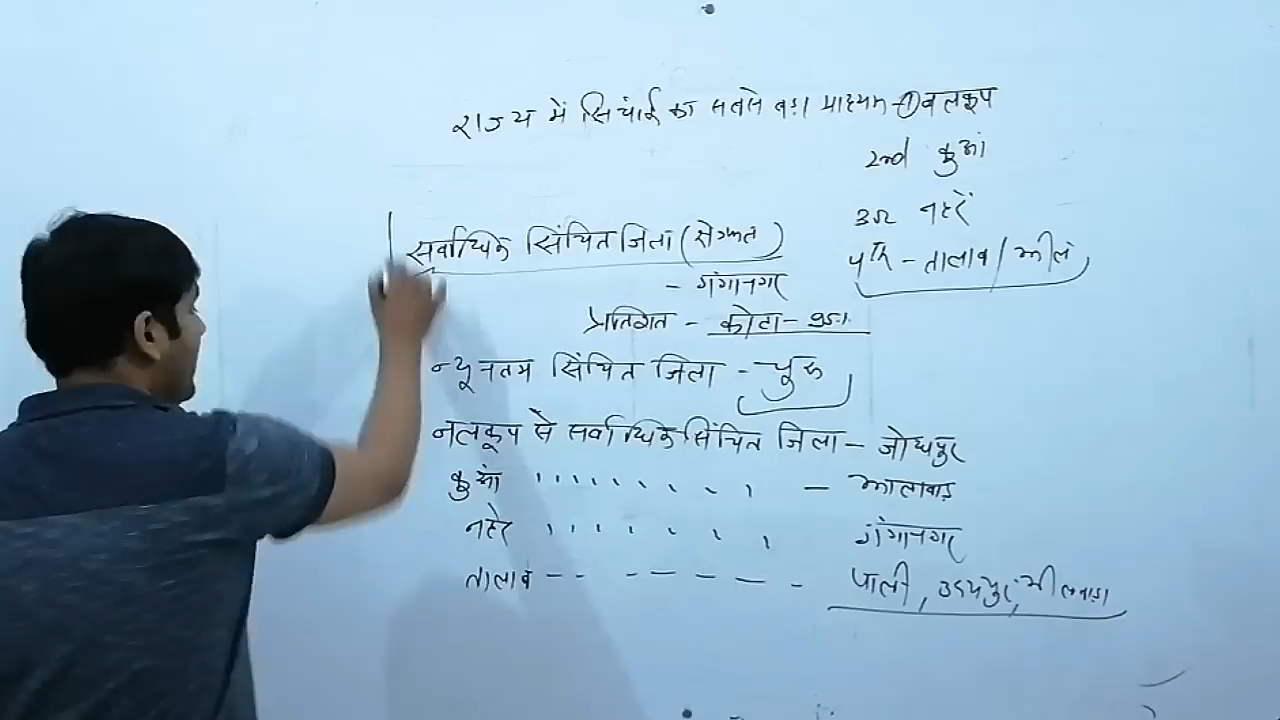 राज्य में सिचांई का सबसे बड़ा माध्यम - ① नलकूप
2nd कुआं
3rd नहरें
4th - तालाब / झीलें
सर्वाधिक सिंचित जिला (क्षेत्रफल)
- गंगानगर
प्रतिशत - कोटा -
न्यूनतम सिंचित जिला - चुरू
नलकूप से सर्वाधिक सिंचित जिला - जोधपुर
कुआं ,, ,, ,, ,, - झालावाड़
नहरे ,, ,, ,, ,, गंगानगर
तालाब -- - - - - - पाली, उदयपुर, भीलवाड़ा